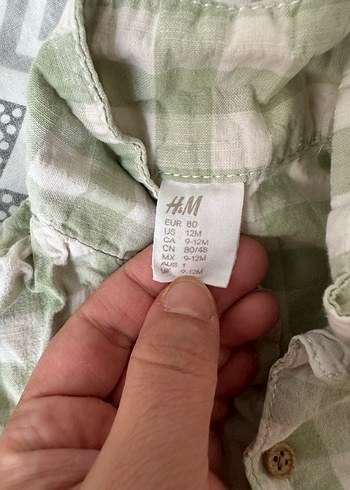 H&M
EUR 80
US 12M
CA 9-12M
CN 80/48
MX 9-12M
AUS 1
UK 9-12M